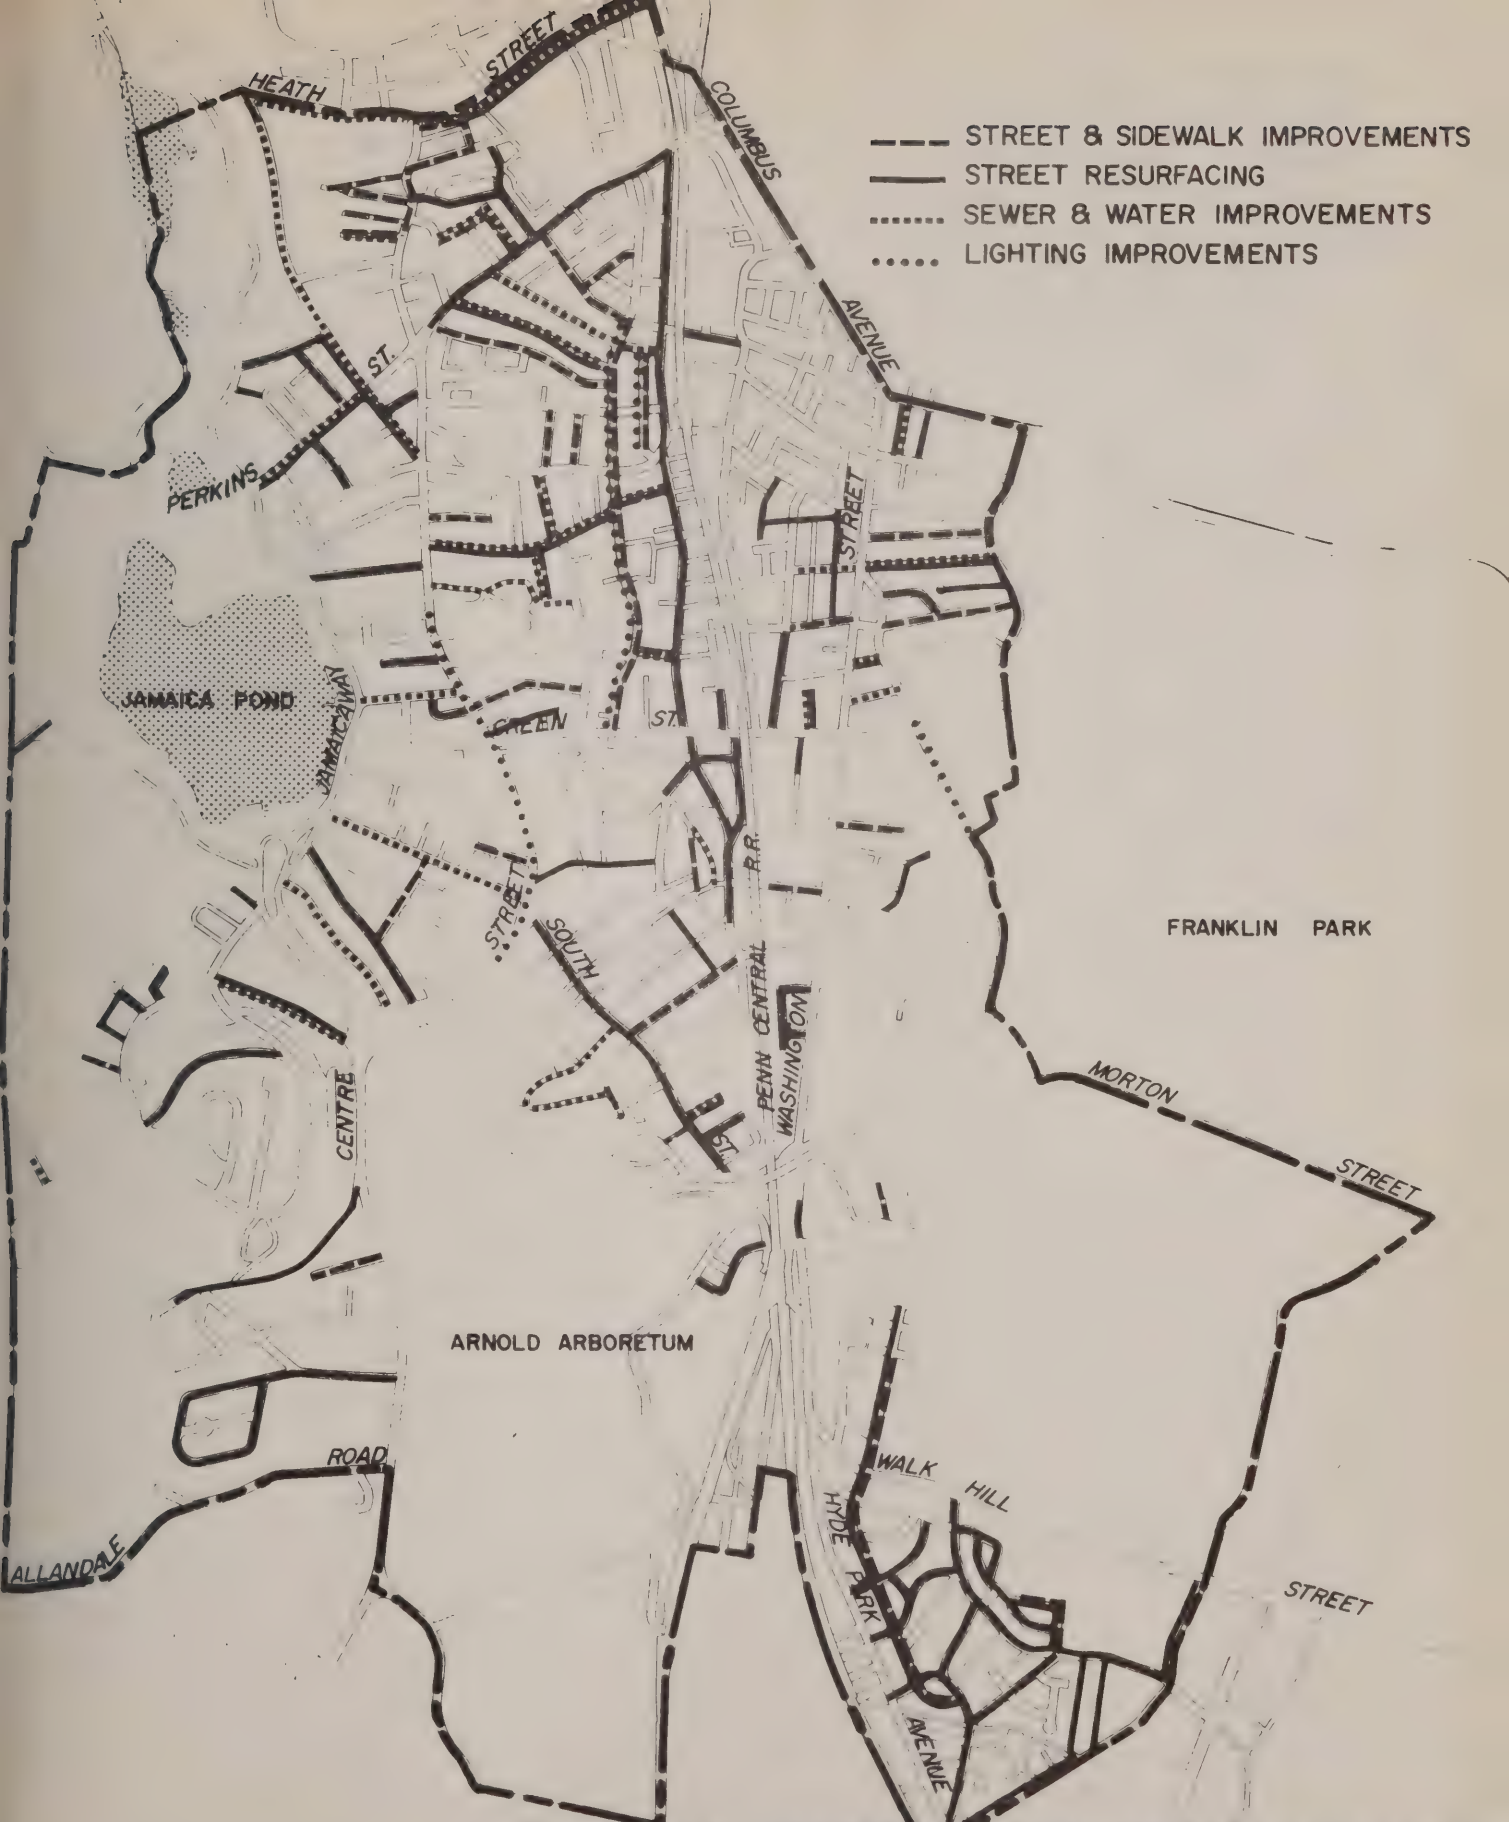 HEATH
STREET
COLUMBUS
AVENUE
STREET & SIDEWALK IMPROVEMENTS
STREET RESURFACING
SEWER & WATER IMPROVEMENTS
LIGHTING IMPROVEMENTS
ST.
PERKINS
STREET
JAMAICA POND
JAMAICAWAY
GREEN
ST.
R.R.
STREET
SOUTH
FRANKLIN PARK
PENN CENTRAL
WASHINGTON
CENTRE
MORTON
STREET
ST.
ARNOLD ARBORETUM
WALK
HILL
ROAD
HYDE
PARK
ALLANDALE
STREET
AVENUE